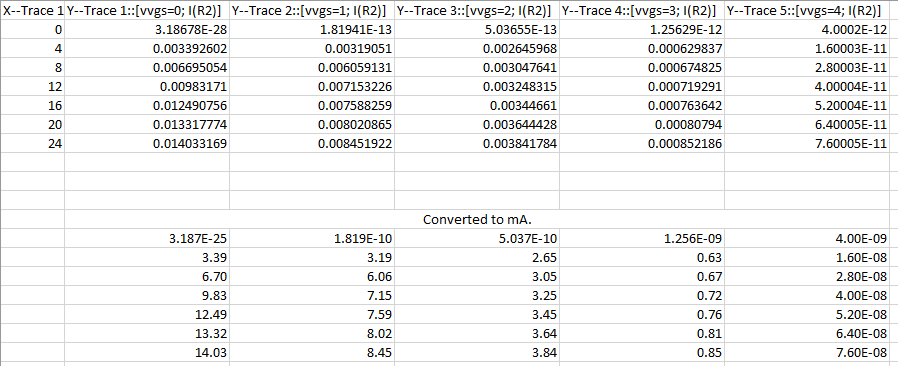 X--Trace 1 Y--Trace 1::[vvgs=0; I(R2)] Y--Trace 2::[vvgs=1; I(R2)] Y--Trace 3::[vvgs=2; I(R2)] Y--Trace 4::[vvgs=3; I(R2)] Y--Trace 5::[vvgs=4; I(R2)]
0 3.18678E-28 1.81941E-13 5.03655E-13 1.25629E-12 4.0002E-12
4 0.003392602 0.00319051 0.002645968 0.000629837 1.60003E-11
8 0.006695054 0.006059131 0.003047641 0.000674825 2.80003E-11
12 0.00983171 0.007153226 0.003248315 0.000719291 4.00004E-11
16 0.012490756 0.007588259 0.00344661 0.000763642 5.20004E-11
20 0.013317774 0.008020865 0.003644428 0.00080794 6.40005E-11
24 0.014033169 0.008451922 0.003841784 0.000852186 7.60005E-11
Converted to mA.
3.187E-25 1.819E-10 5.037E-10 1.256E-09 4.00E-09
3.39 3.19 2.65 0.63 1.60E-08
6.70 6.06 3.05 0.67 2.80E-08
9.83 7.15 3.25 0.72 4.00E-08
12.49 7.59 3.45 0.76 5.20E-08
13.32 8.02 3.64 0.81 6.40E-08
14.03 8.45 3.84 0.85 7.60E-08